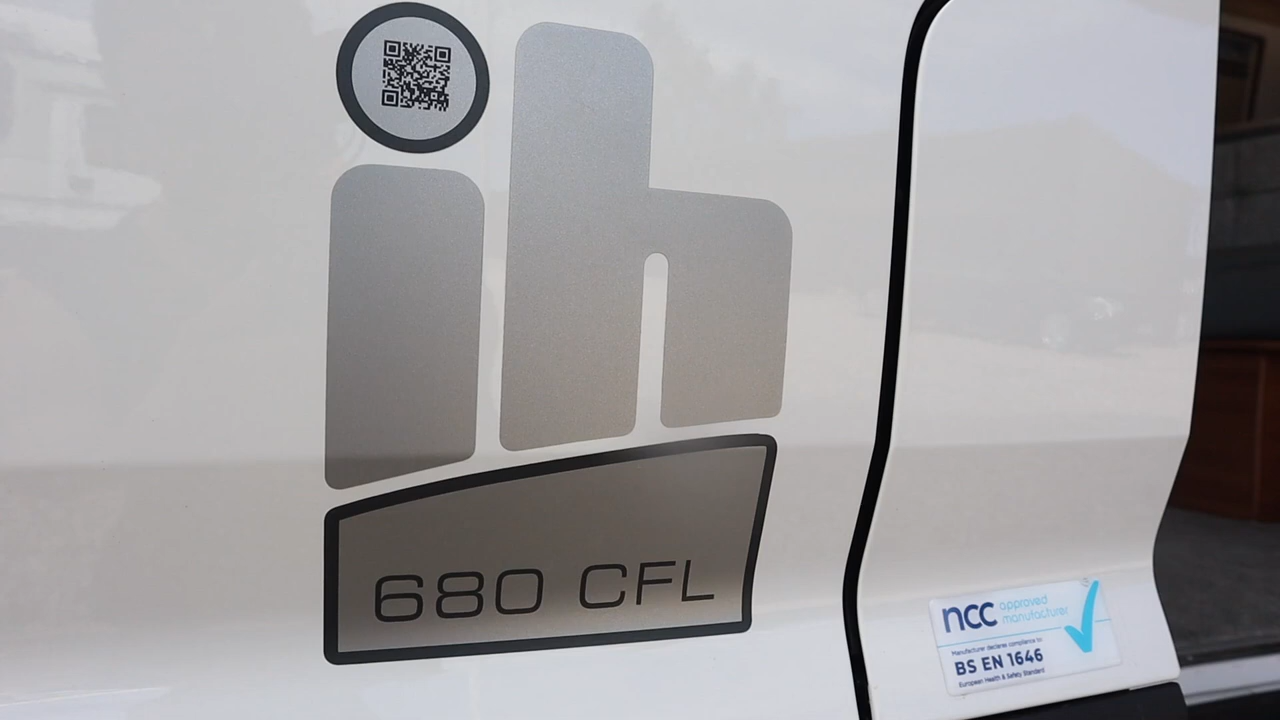 ih
680 CFL
ncc approved
manufacturer
Manufacturer declares compliance to:
BS EN 1646
European Health & Safety Standard